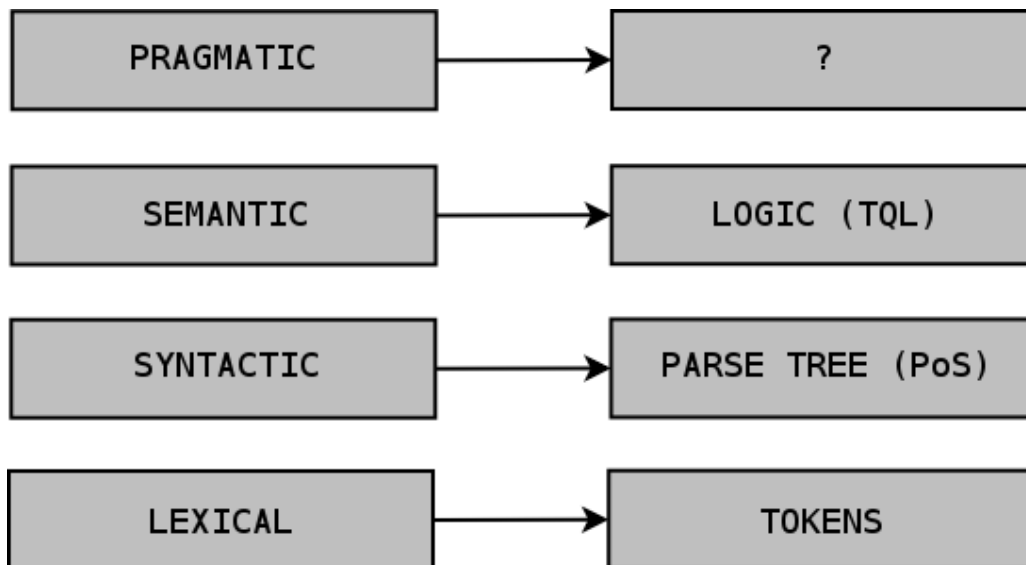 PRAGMATIC
?
SEMANTIC
LOGIC (TQL)
SYNTACTIC
PARSE TREE (PoS)
LEXICAL
TOKENS